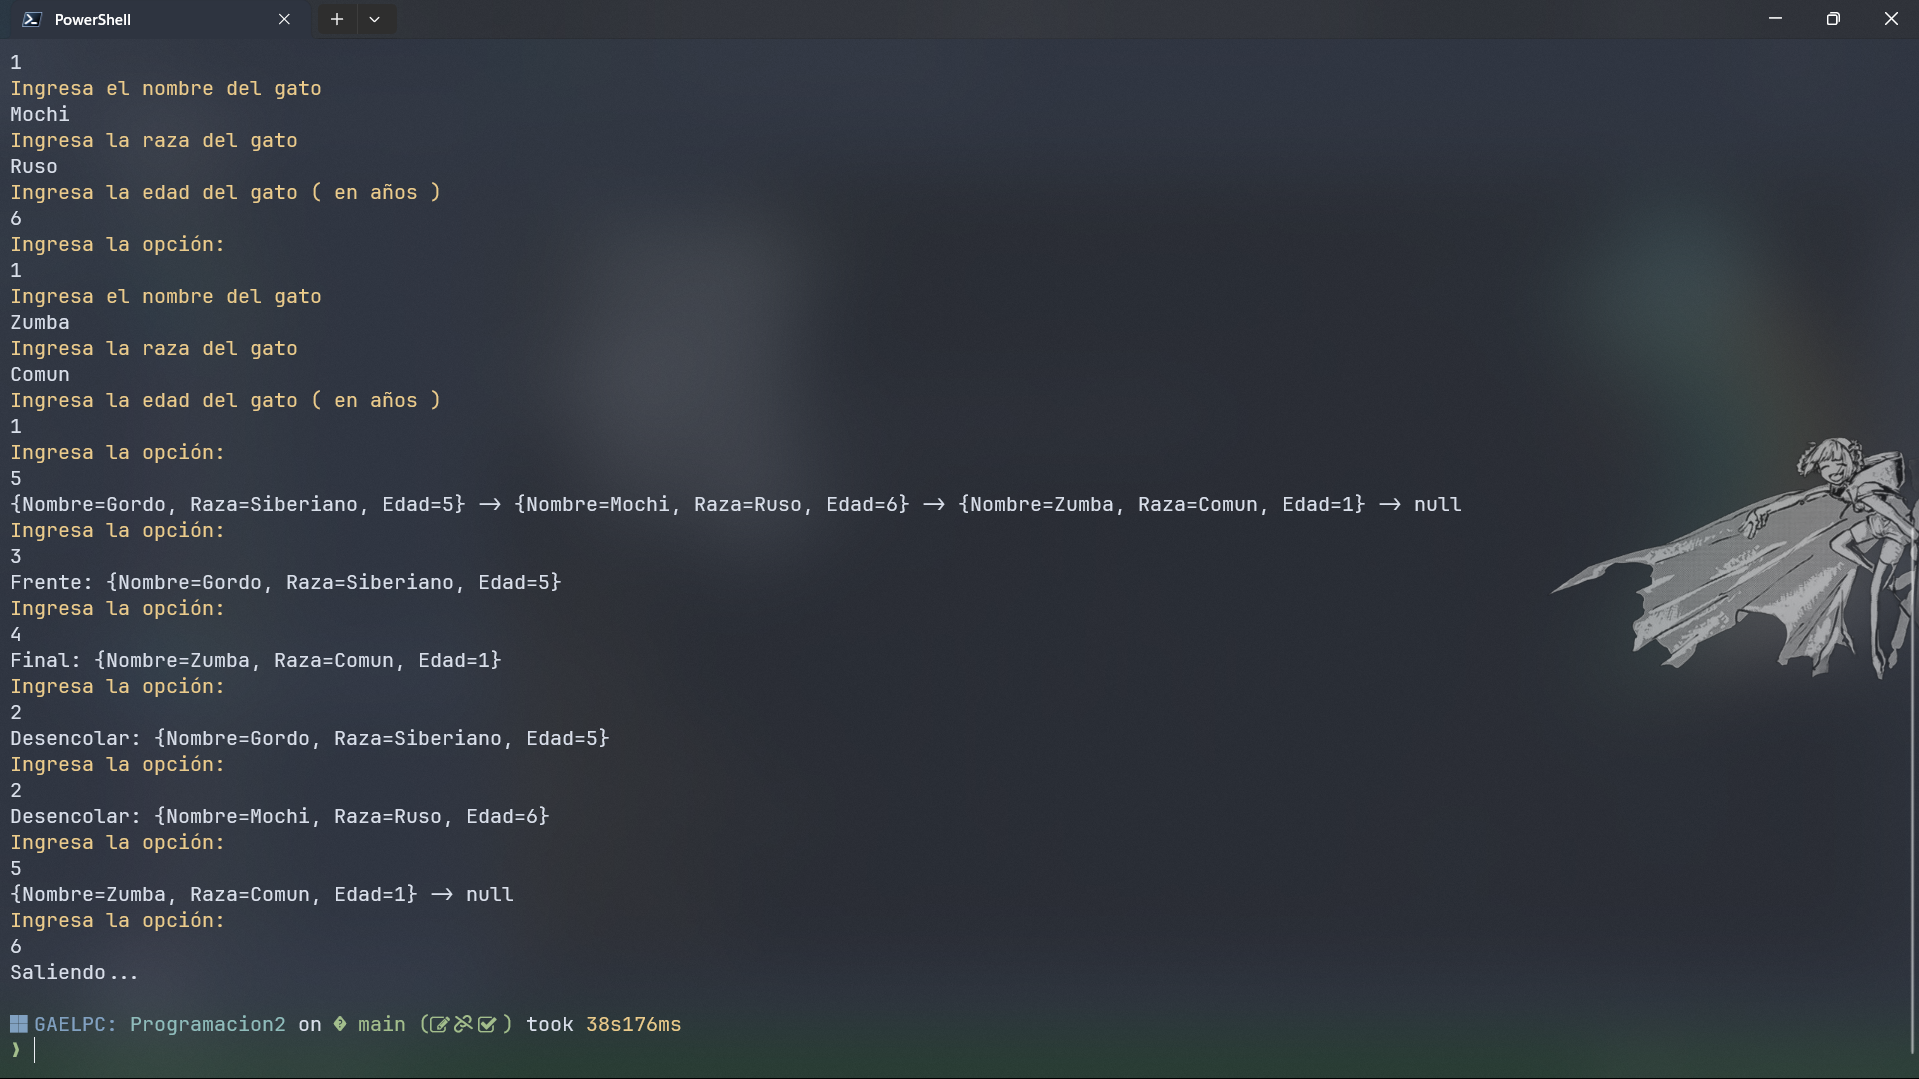 PowerShell
1
Ingresa el nombre del gato
Mochi
Ingresa la raza del gato
Ruso
Ingresa la edad del gato ( en años )
6
Ingresa la opción:
1
Ingresa el nombre del gato
Zumba
Ingresa la raza del gato
Comun
Ingresa la edad del gato ( en años )
1
Ingresa la opción:
5
{Nombre=Gordo, Raza=Siberiano, Edad=5} -> {Nombre=Mochi, Raza=Ruso, Edad=6} -> {Nombre=Zumba, Raza=Comun, Edad=1} -> null
Ingresa la opción:
3
Frente: {Nombre=Gordo, Raza=Siberiano, Edad=5}
Ingresa la opción:
4
Final: {Nombre=Zumba, Raza=Comun, Edad=1}
Ingresa la opción:
2
Desencolar: {Nombre=Gordo, Raza=Siberiano, Edad=5}
Ingresa la opción:
2
Desencolar: {Nombre=Mochi, Raza=Ruso, Edad=6}
Ingresa la opción:
5
{Nombre=Zumba, Raza=Comun, Edad=1} -> null
Ingresa la opción:
6
Saliendo...
GAELPC: Programacion2 on � main ( ) took 38s176ms
❯